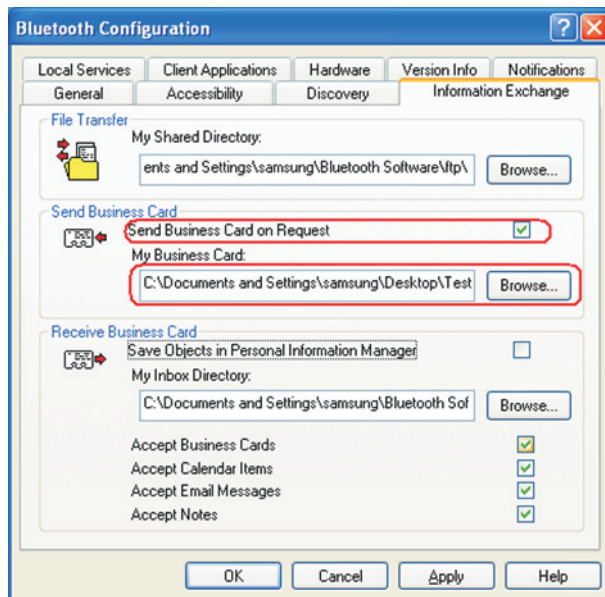 Bluetooth Configuration
Local Services Client Applications Hardware Version Info Notifications
General Accessibility Discovery Information Exchange
File Transfer
My Shared Directory:
ents and Settings\samsung\Bluetooth Software\ftp\ Browse...
Send Business Card
Send Business Card on Request
My Business Card:
C:\Documents and Settings\samsung\Desktop\Test Browse...
Receive Business Card
Save Objects in Personal Information Manager
My Inbox Directory:
C:\Documents and Settings\samsung\Bluetooth Sof Browse...
Accept Business Cards
Accept Calendar Items
Accept Email Messages
Accept Notes
OK Cancel Apply Help